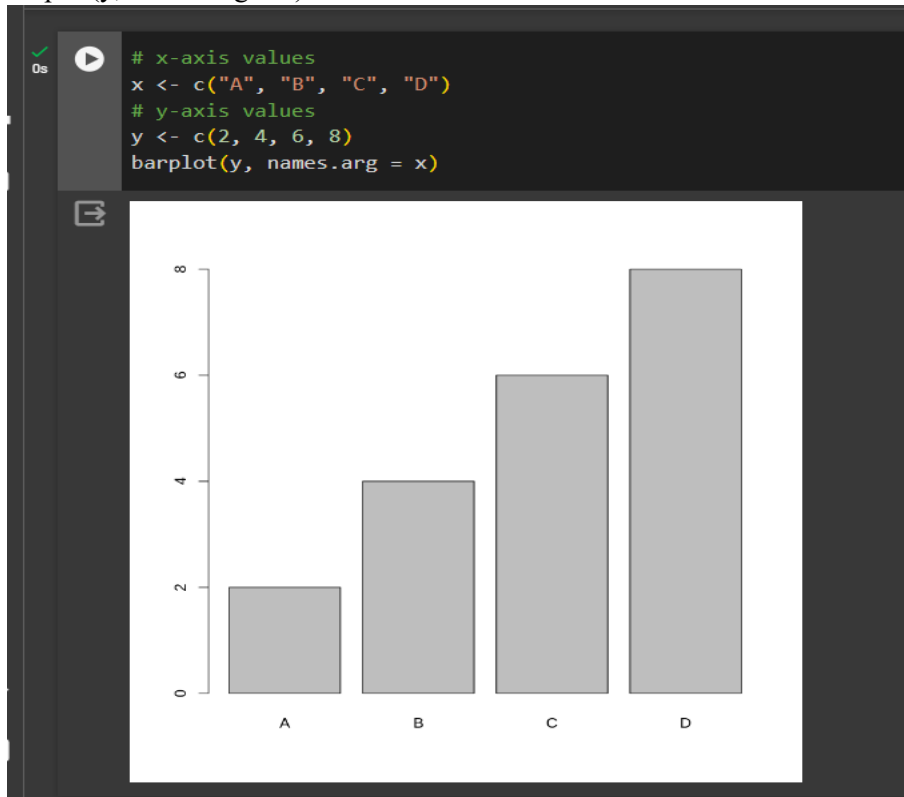 0s
# x-axis values
x <- c("A", "B", "C", "D")
# y-axis values
y <- c(2, 4, 6, 8)
barplot(y, names.arg = x)
8
6
4
2
0
A B C D